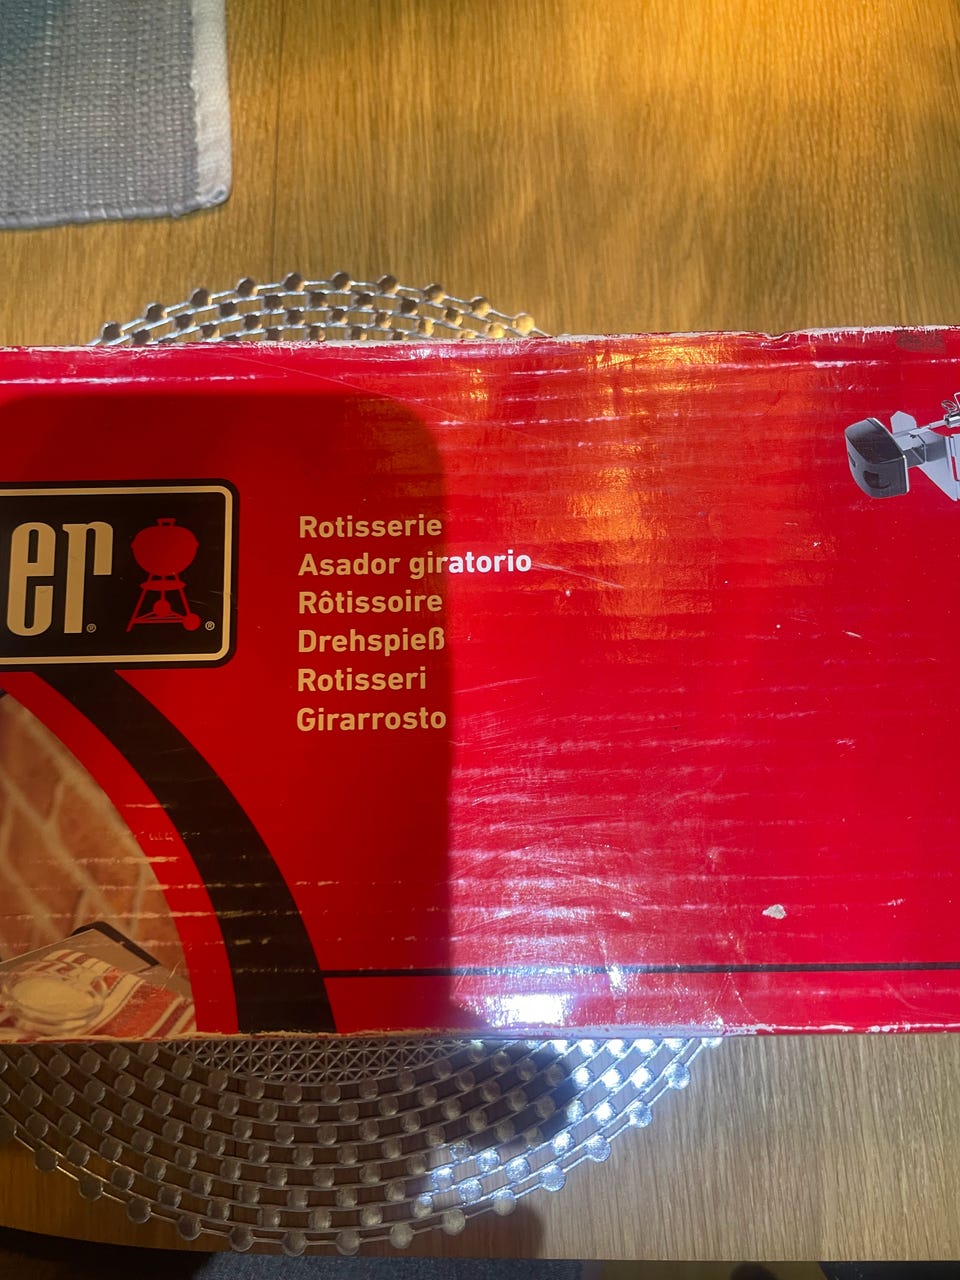 er®
®
Rotisserie
Asador giratorio
Rôtissoire
Drehspieß
Rotisseri
Girarrosto